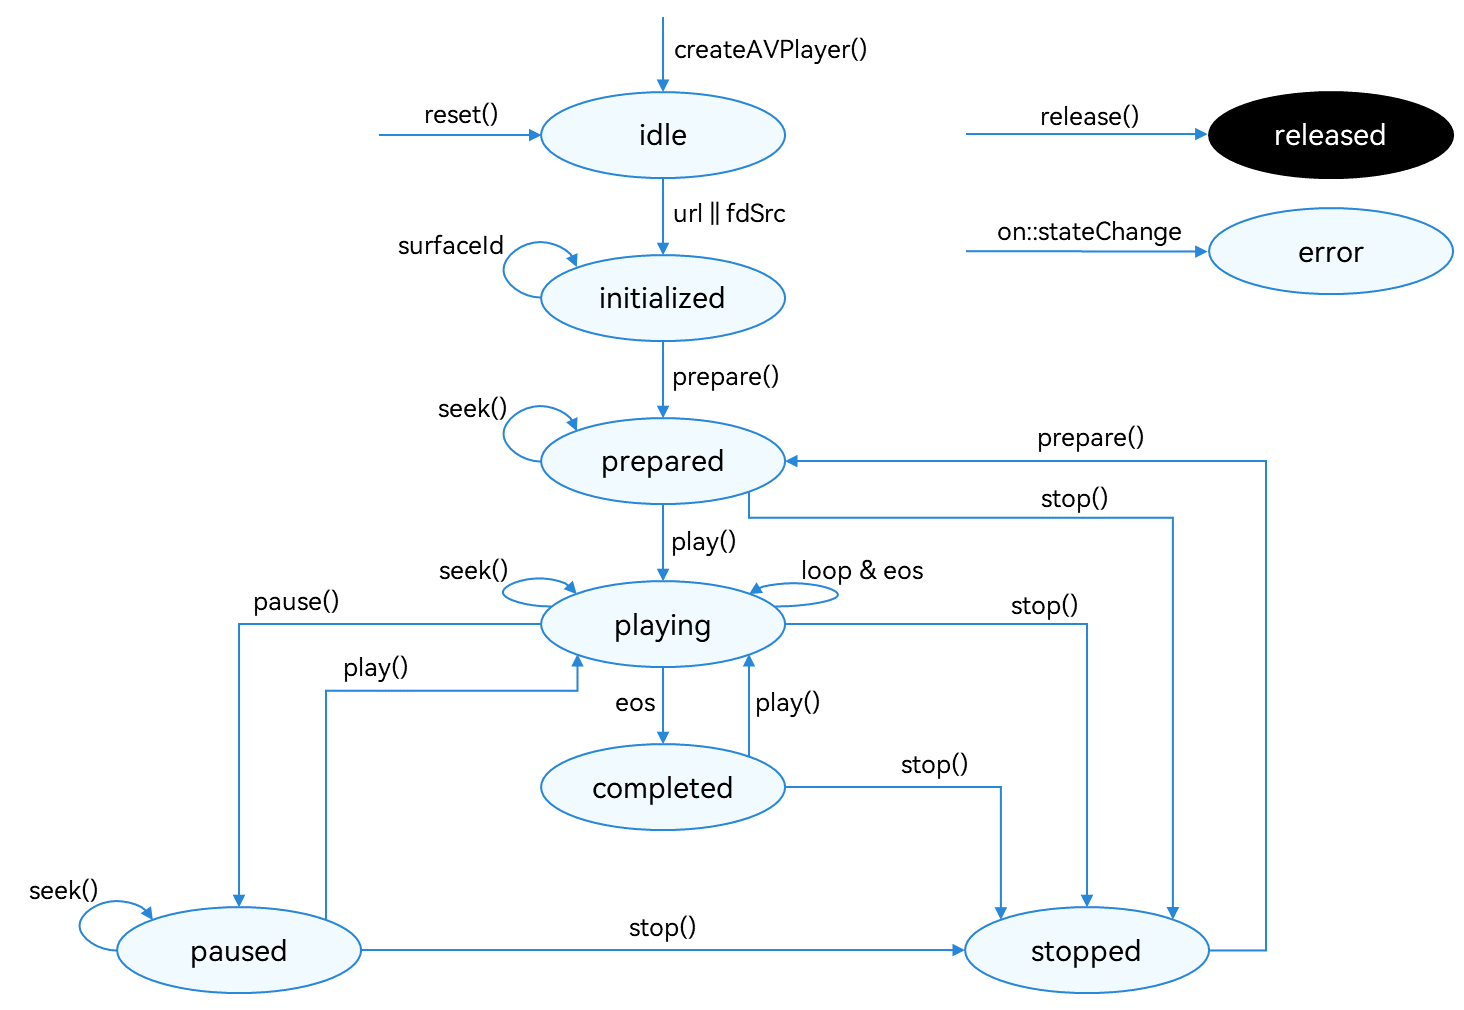 createAVPlayer()
reset()
idle
release()
released
url || fdSrc
on::stateChange
error
surfaceId
initialized
prepare()
seek()
prepared
prepare()
stop()
play()
seek()
loop & eos
pause()
playing
stop()
play()
eos
play()
completed
stop()
seek()
paused
stop()
stopped